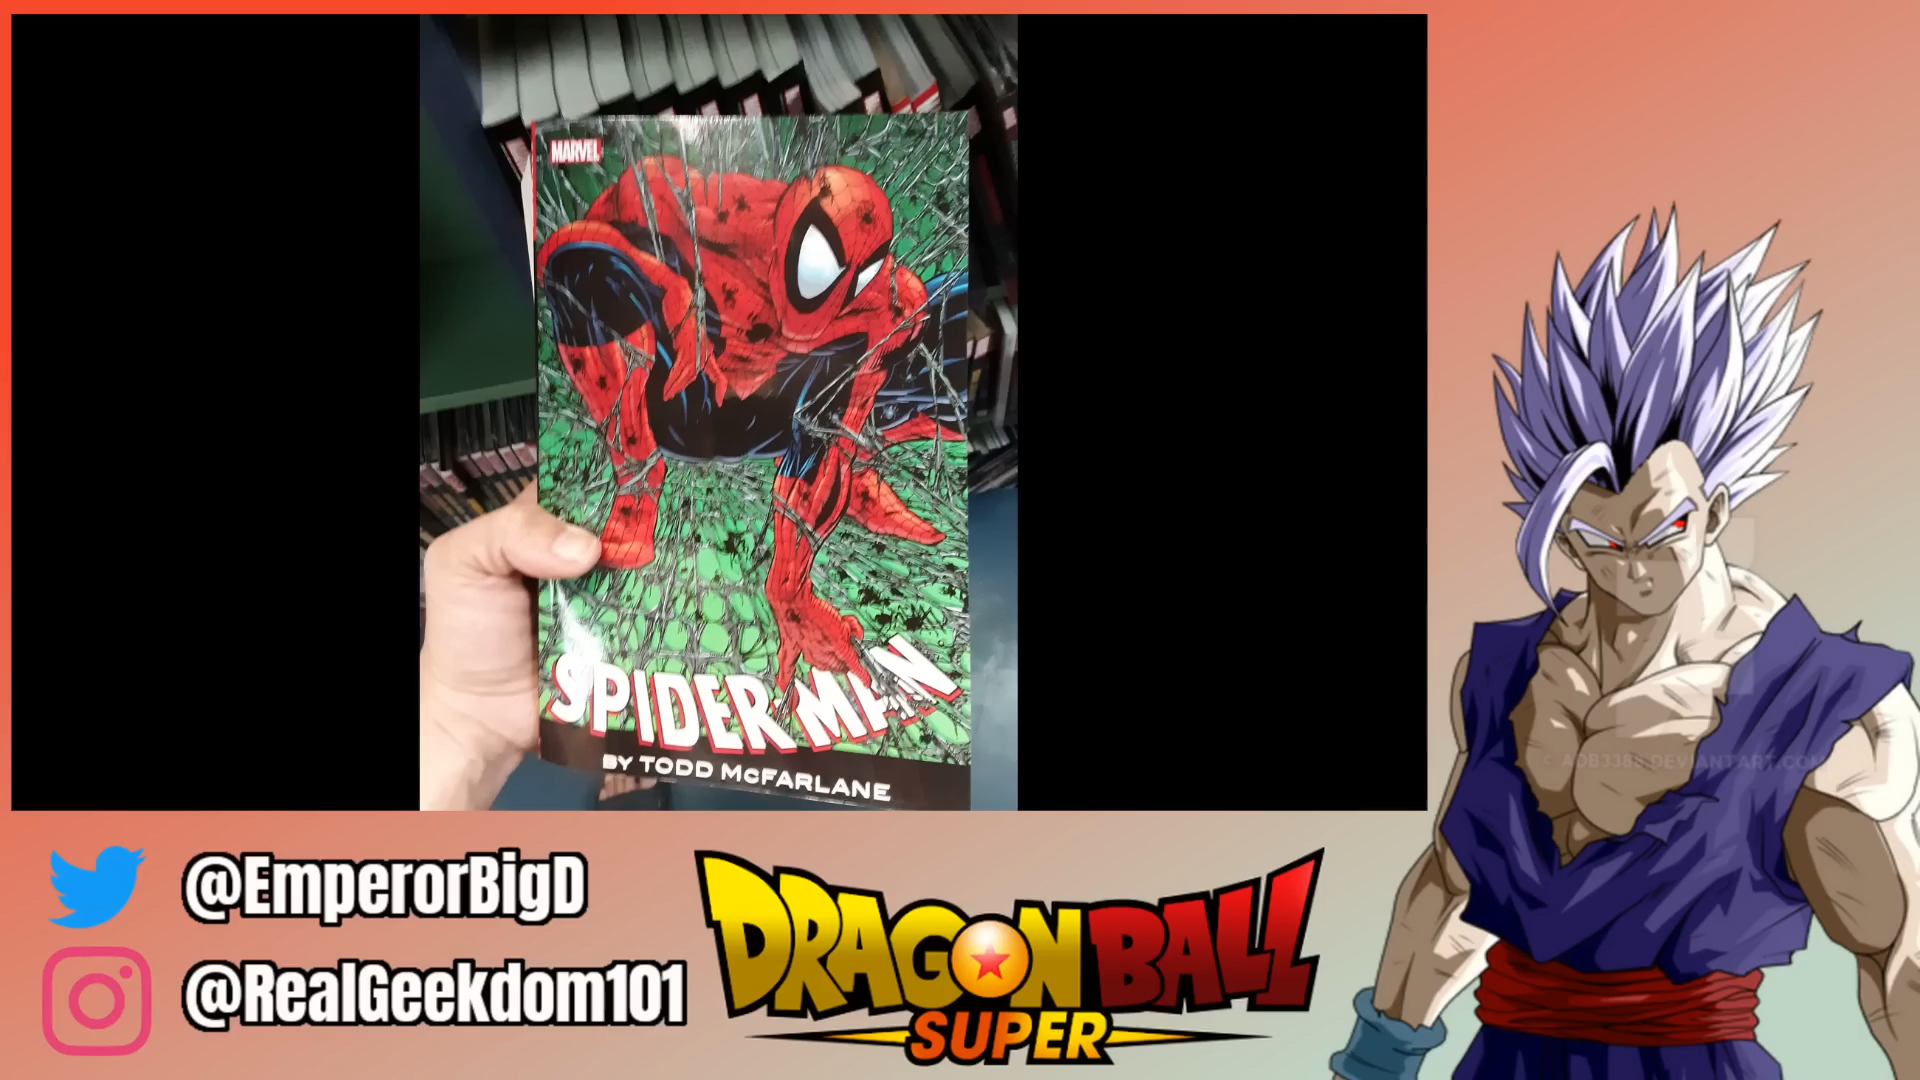 MARVEL
SPIDER-MAN
BY TODD McFARLANE
@EmperorBigD
@RealGeekdom101
DRAGON BALL
SUPER